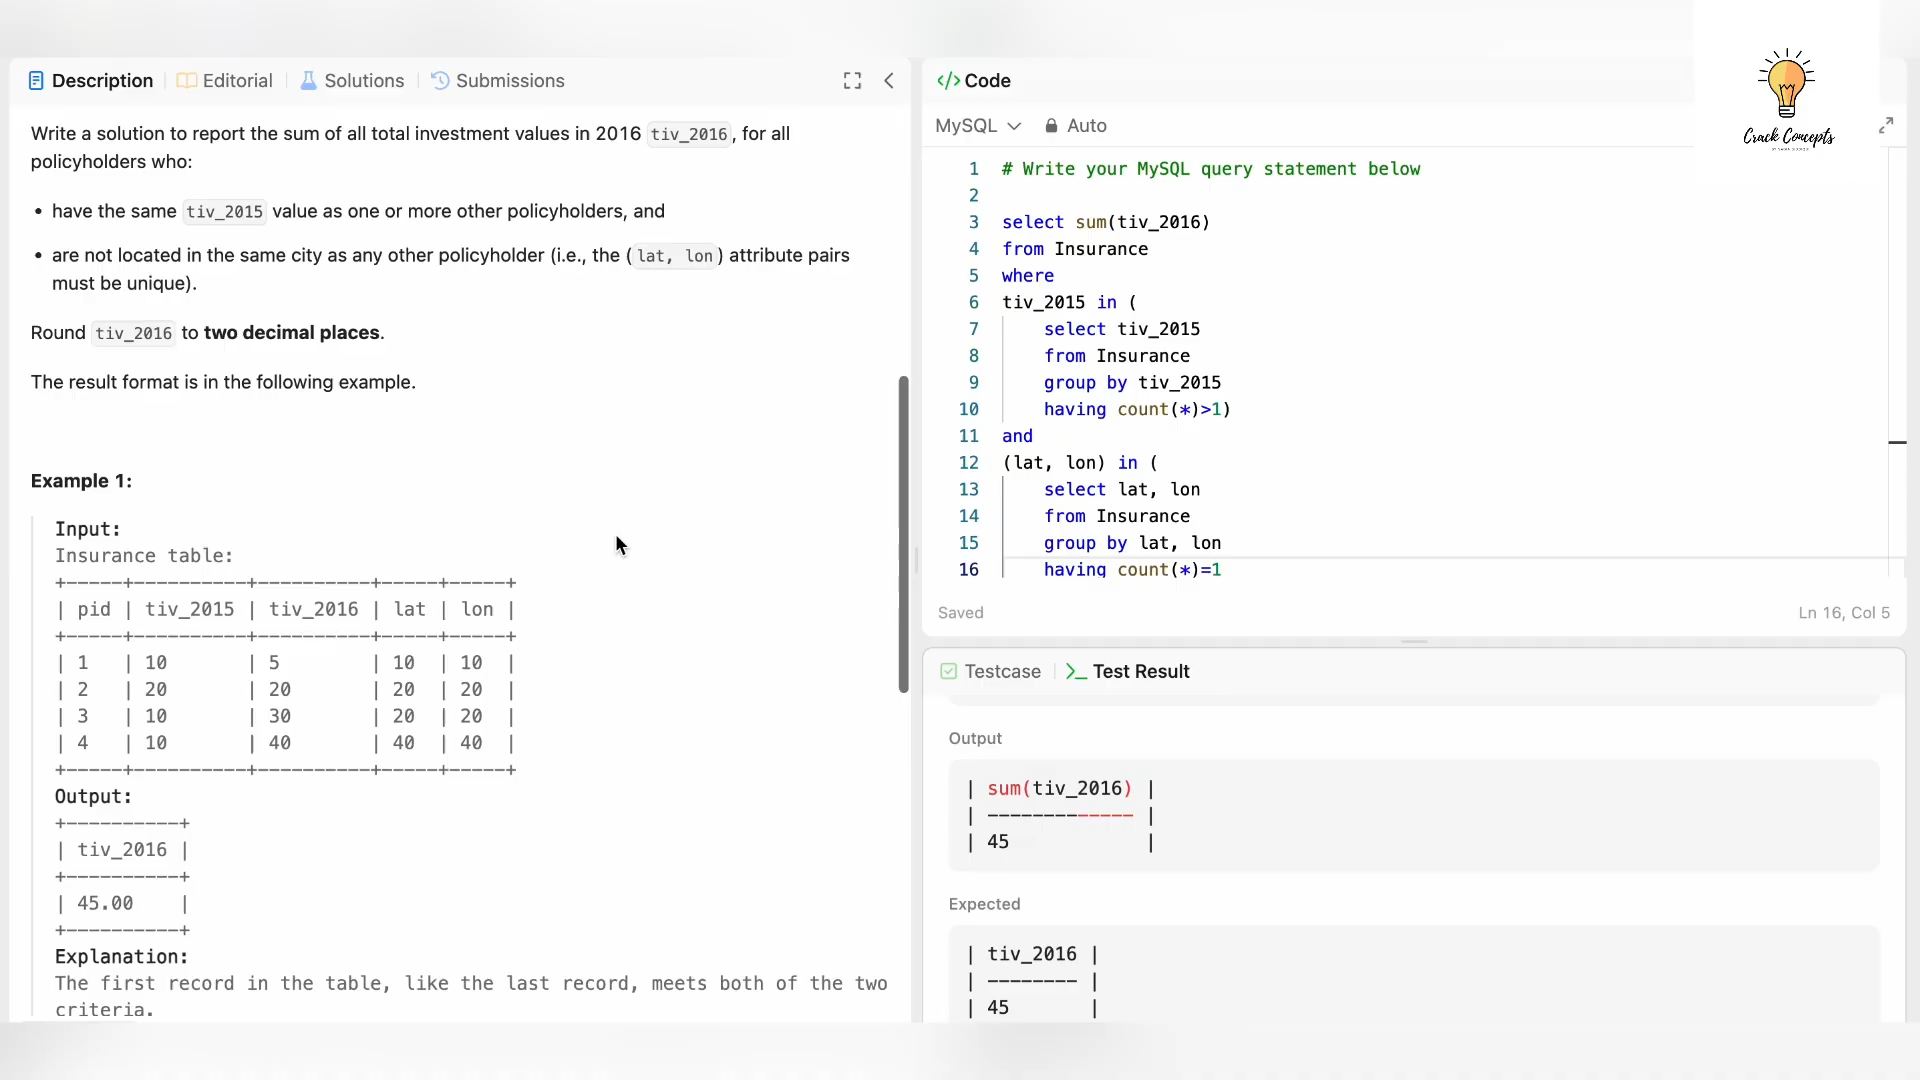 Description Editorial Solutions Submissions
Write a solution to report the sum of all total investment values in 2016 tiv_2016, for all
policyholders who:
• have the same tiv_2015 value as one or more other policyholders, and
• are not located in the same city as any other policyholder (i.e., the (lat, lon) attribute pairs
must be unique).
Round tiv_2016 to two decimal places.
The result format is in the following example.
Example 1:
Input:
Insurance table:
+-----+----------+----------+-----+-----+
| pid | tiv_2015 | tiv_2016 | lat | lon |
+-----+----------+----------+-----+-----+
| 1 | 10 | 5 | 10 | 10 |
| 2 | 20 | 20 | 20 | 20 |
| 3 | 10 | 30 | 20 | 20 |
| 4 | 10 | 40 | 40 | 40 |
+-----+----------+----------+-----+-----+
Output:
+----------+
| tiv_2016 |
+----------+
| 45.00 |
+----------+
Explanation:
The first record in the table, like the last record, meets both of the two
criteria.
</> Code
MySQL Auto
1 # Write your MySQL query statement below
2
3 select sum(tiv_2016)
4 from Insurance
5 where
6 tiv_2015 in (
7 select tiv_2015
8 from Insurance
9 group by tiv_2015
10 having count(*)>1)
11 and
12 (lat, lon) in (
13 select lat, lon
14 from Insurance
15 group by lat, lon
16 having count(*)=1
Saved Ln 16, Col 5
Testcase >_ Test Result
Output
| sum(tiv_2016) |
| ------------- |
| 45 |
Expected
| tiv_2016 |
| -------- |
| 45 |
Crack Concepts